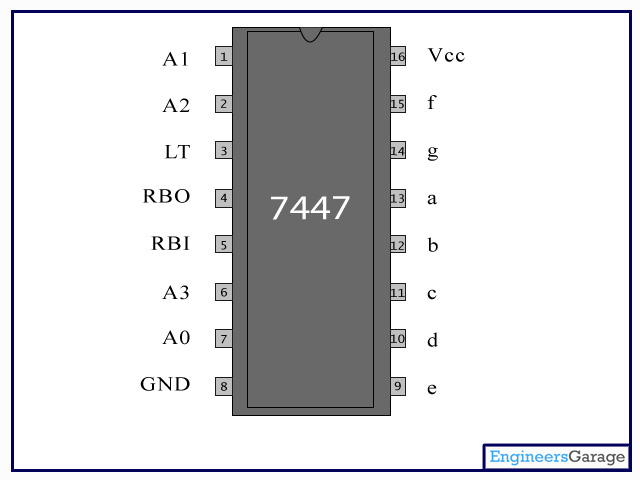 A1 1 16 Vcc
A2 2 15 f
LT 3 14 g
RBO 4 13 a
7447
RBI 5 12 b
A3 6 11 c
A0 7 10 d
GND 8 9 e
EngineersGarage